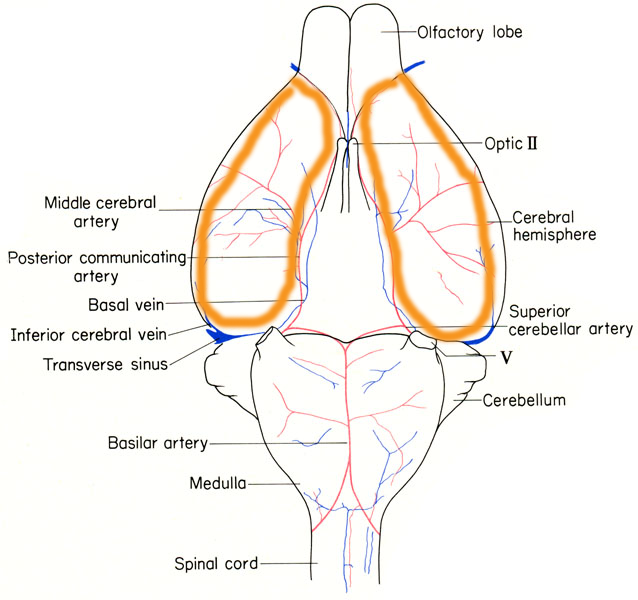 Olfactory lobe
Optic II
Middle cerebral
artery
Cerebral
hemisphere
Posterior communicating
artery
Basal vein
Superior
cerebellar artery
Inferior cerebral vein
Transverse sinus
V
Cerebellum
Basilar artery
Medulla
Spinal cord